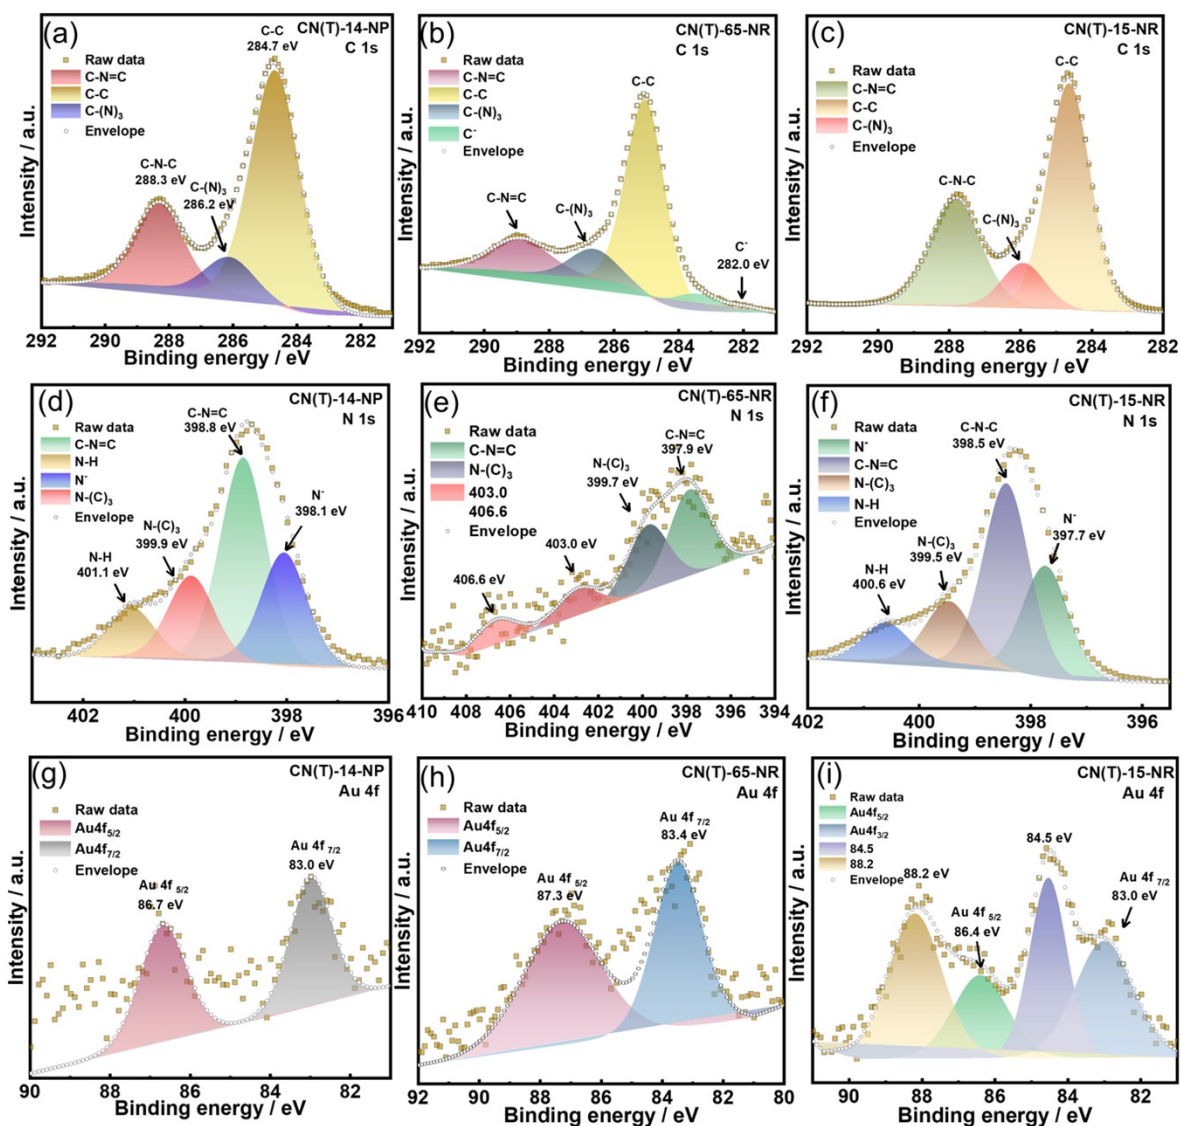 (a)
CN(T)-14-NP
C 1s
Raw data
C-N=C
C-C
C-(N)3
Envelope
C-C
284.7 eV
C-N-C
288.3 eV
C-(N)3
286.2 eV
Intensity / a.u.
292 290 288 286 284 282
Binding energy / eV
(b)
CN(T)-65-NR
C 1s
Raw data
C-N=C
C-C
C-(N)3
C-
Envelope
C-C
C-N=C
C-(N)3
C-
282.0 eV
Intensity / a.u.
292 290 288 286 284 282
Binding energy / eV
(c)
CN(T)-15-NR
C 1s
Raw data
C-N=C
C-C
C-(N)3
Envelope
C-C
C-N-C
C-(N)3
Intensity / a.u.
292 290 288 286 284 282
Binding energy / eV
(d)
CN(T)-14-NP
N 1s
Raw data
C-N=C
N-H
N-
N-(C)3
Envelope
C-N=C
398.8 eV
N-
398.1 eV
N-(C)3
399.9 eV
N-H
401.1 eV
Intensity / a.u.
402 400 398 396
Binding energy / eV
(e)
CN(T)-65-NR
N 1s
Raw data
C-N=C
N-(C)3
403.0
406.6
Envelope
C-N=C
397.9 eV
N-(C)3
399.7 eV
403.0 eV
406.6 eV
Intensity / a.u.
410 408 406 404 402 400 398 396 394
Binding energy / eV
(f)
CN(T)-15-NR
N 1s
Raw data
N-
C-N=C
N-(C)3
N-H
Envelope
C-N-C
398.5 eV
N-
397.7 eV
N-(C)3
399.5 eV
N-H
400.6 eV
Intensity / a.u.
402 400 398 396
Binding energy / eV
(g)
CN(T)-14-NP
Au 4f
Raw data
Au4f5/2
Au4f7/2
Envelope
Au 4f 7/2
83.0 eV
Au 4f 5/2
86.7 eV
Intensity / a.u.
90 88 86 84 82
Binding energy / eV
(h)
CN(T)-65-NR
Au 4f
Raw data
Au4f5/2
Au4f7/2
Envelope
Au 4f 7/2
83.4 eV
Au 4f 5/2
87.3 eV
Intensity / a.u.
92 90 88 86 84 82 80
Binding energy / eV
(i)
CN(T)-15-NR
Au 4f
Raw data
Au4f5/2
Au4f3/2
84.5
88.2
Envelope
84.5 eV
88.2 eV
Au 4f 5/2
86.4 eV
Au 4f 7/2
83.0 eV
Intensity / a.u.
90 88 86 84 82
Binding energy / eV